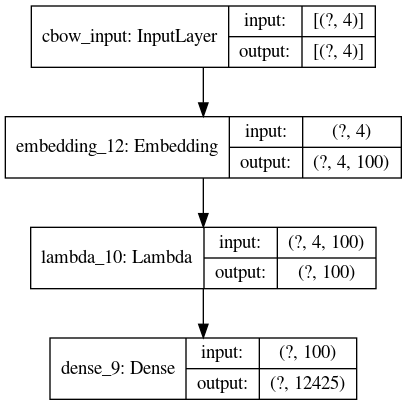 cbow_input: InputLayer
input: [(?, 4)]
output: [(?, 4)]
embedding_12: Embedding
input: (?, 4)
output: (?, 4, 100)
lambda_10: Lambda
input: (?, 4, 100)
output: (?, 100)
dense_9: Dense
input: (?, 100)
output: (?, 12425)